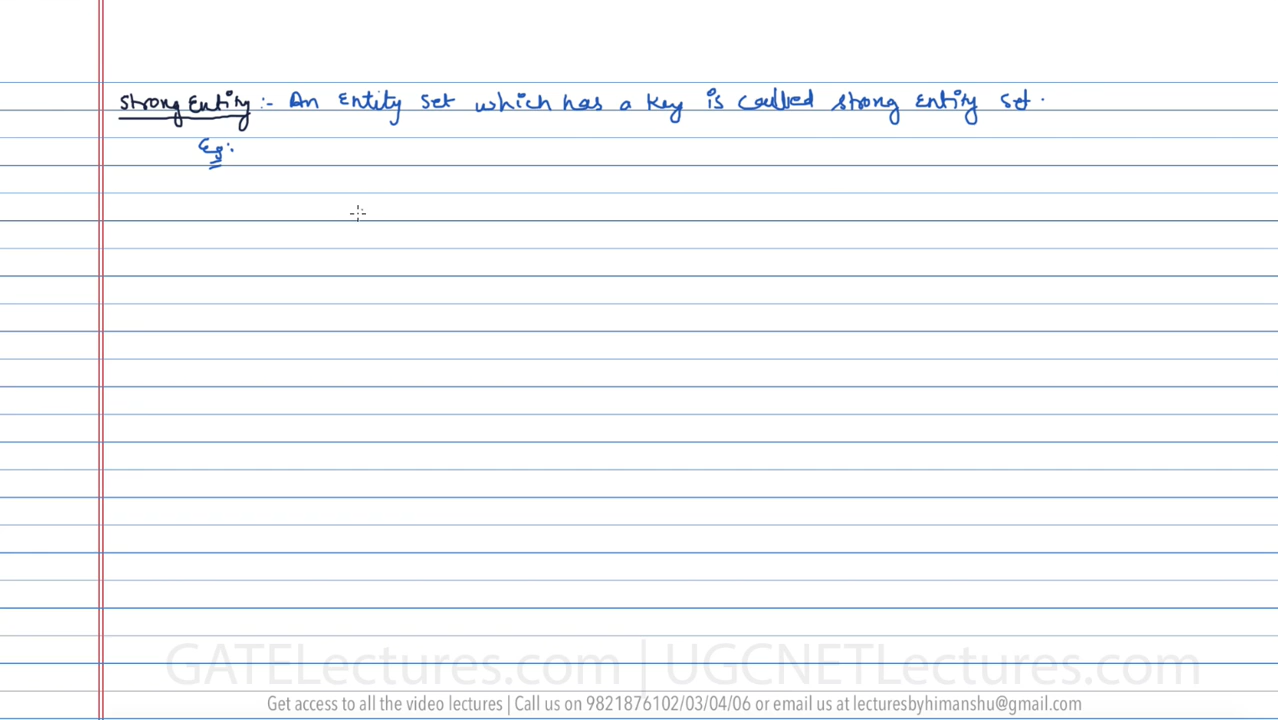 Strong Entity :- An Entity set which has a key is called strong entity set.
Eg:
GATELectures.com | UGCNETLectures.com
Get access to all the video lectures | Call us on 9821876102/03/04/06 or email us at lecturesbyhimanshu@gmail.com